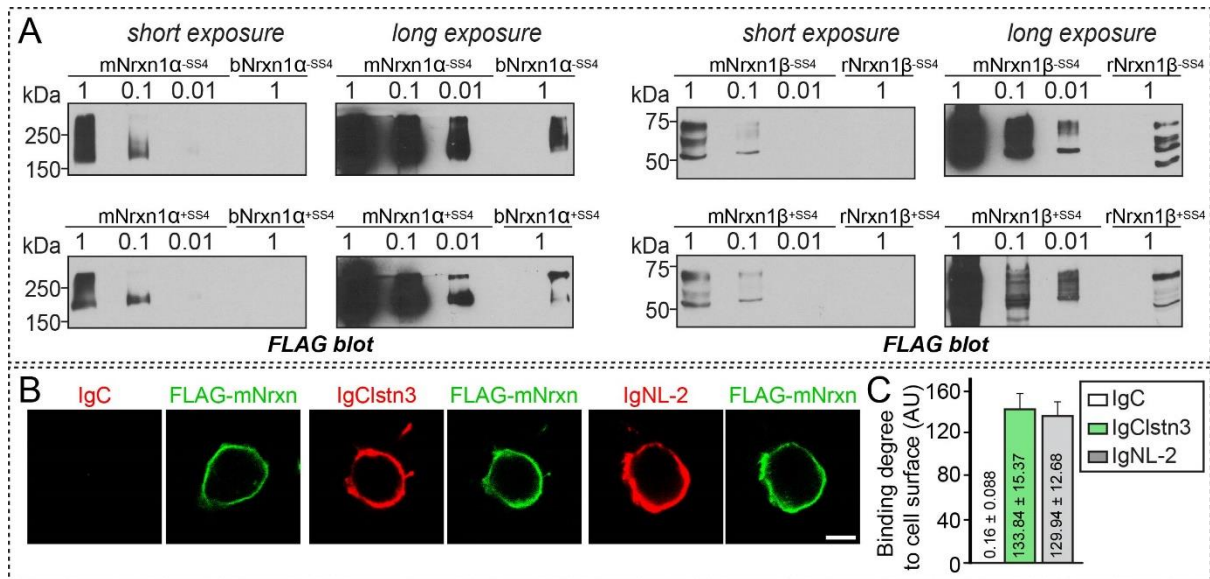 A
short exposure
long exposure
short exposure
long exposure
mNrxn1α-SS4 bNrxn1α-SS4
mNrxn1α-SS4 bNrxn1α-SS4
mNrxn1β-SS4 rNrxn1β-SS4
mNrxn1β-SS4 rNrxn1β-SS4
kDa 1 0.1 0.01 1
1 0.1 0.01 1
kDa 1 0.1 0.01 1
1 0.1 0.01 1
250
150
75
50
mNrxn1α+SS4 bNrxn1α+SS4
mNrxn1α+SS4 bNrxn1α+SS4
mNrxn1β+SS4 rNrxn1β+SS4
mNrxn1β+SS4 rNrxn1β+SS4
kDa 1 0.1 0.01 1
1 0.1 0.01 1
kDa 1 0.1 0.01 1
1 0.1 0.01 1
250
150
75
50
FLAG blot
FLAG blot
B
IgC
FLAG-mNrxn
IgClstn3
FLAG-mNrxn
IgNL-2
FLAG-mNrxn
C
Binding degree
to cell surface (AU)
160
120
80
40
0
0.16 ± 0.088
133.84 ± 15.37
129.94 ± 12.68
IgC
IgClstn3
IgNL-2